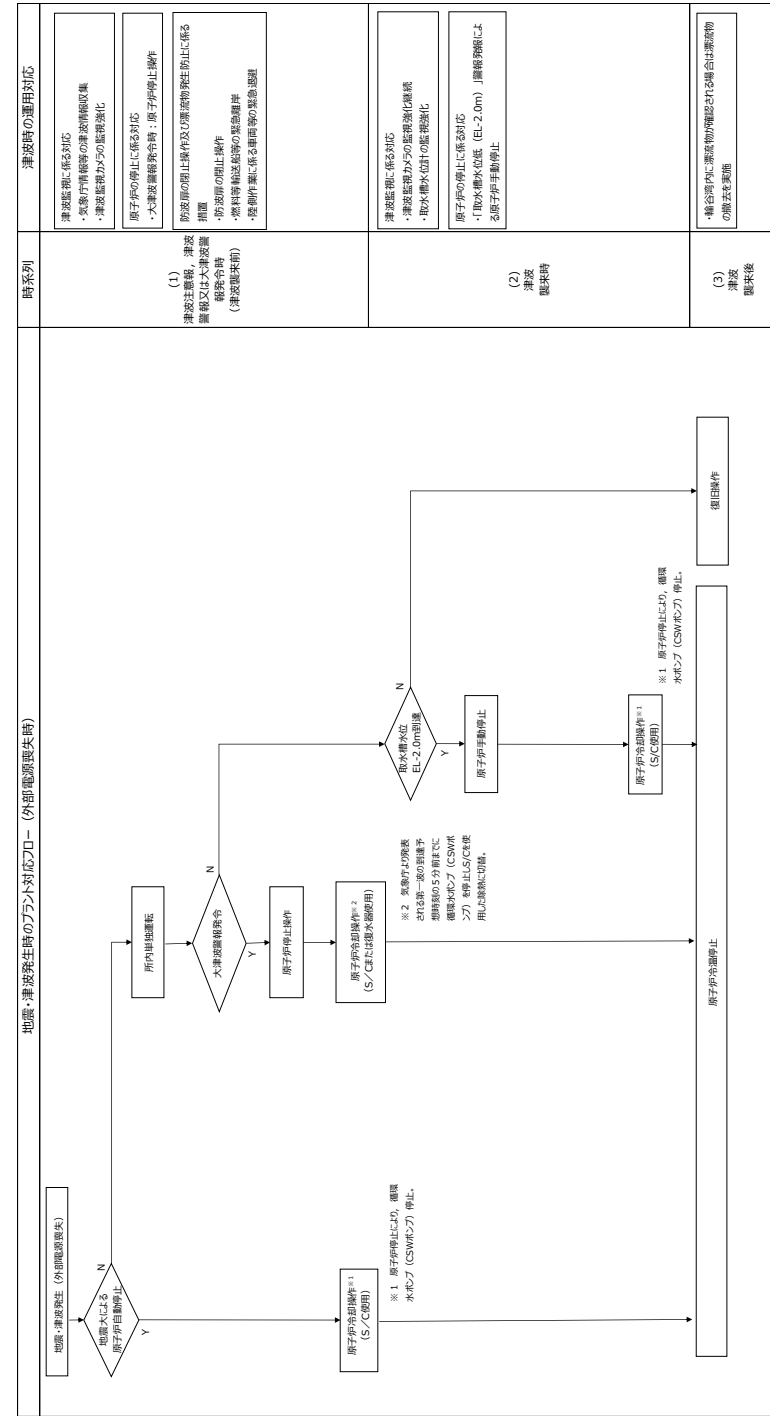 地震・津波発生時のプラント対応フロー（外部電源喪失時）
時系列
津波時の運用対応
地震・津波発生（外部電源喪失）
地震大による
原子炉自動停止
N
Y
所内単独運転
大津波警報発令
N
Y
原子炉停止操作
原子炉冷却操作※１
（S／C使用）
※１　原子炉停止により，循環
水ポンプ（CSWポンプ）停止。
原子炉冷却操作※２
（S／Cまたは復水器使用）
※２　気象庁より発表
される第一波の到達予
想時刻の５分前までに
循環水ポンプ（CSWポ
ンプ）を停止しS/Cを使
用した除熱に切替。
取水槽水位
EL-2.0m到達
N
Y
原子炉手動停止
原子炉冷却操作※１
（S/C使用）
※１　原子炉停止により，循環
水ポンプ（CSWポンプ）停止。
原子炉冷温停止
復旧操作
(1)
津波注意報，津波
警報又は大津波警
報発令時
（津波襲来前）
津波監視に係る対応
・気象庁情報等の津波情報収集
・津波監視カメラの監視強化
原子炉の停止に係る対応
・大津波警報発令時：原子炉停止操作
防波扉の閉止操作及び漂流物発生防止に係る
措置
・防波扉の閉止操作
・燃料等輸送船等の緊急離岸
・陸側作業に係る車両等の緊急退避
(2)
津波
襲来時
津波監視に係る対応
・津波監視カメラの監視強化継続
・取水槽水位計の監視強化
原子炉の停止に係る対応
・「取水槽水位低（EL-2.0m）」警報発報によ
る原子炉手動停止
(3)
津波
襲来後
・輪谷湾内に漂流物が確認される場合は漂流物
の撤去を実施